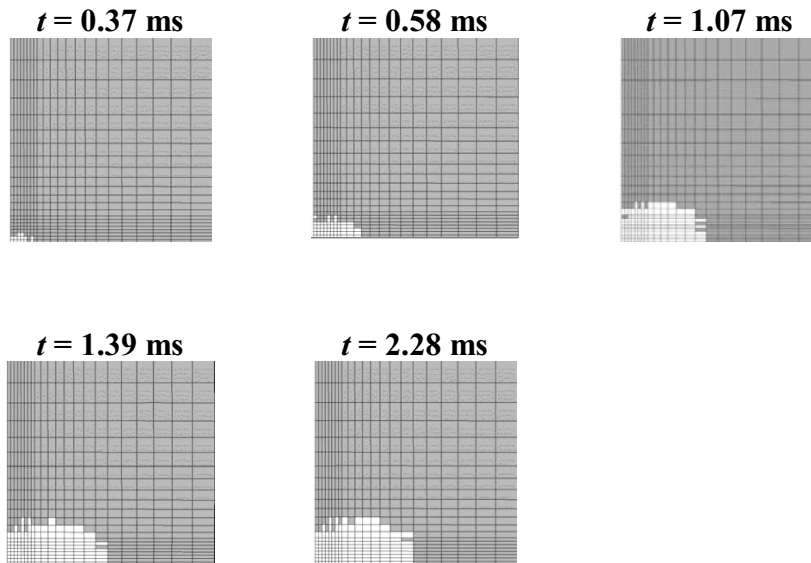 t = 0.37 ms
t = 0.58 ms
t = 1.07 ms
t = 1.39 ms
t = 2.28 ms